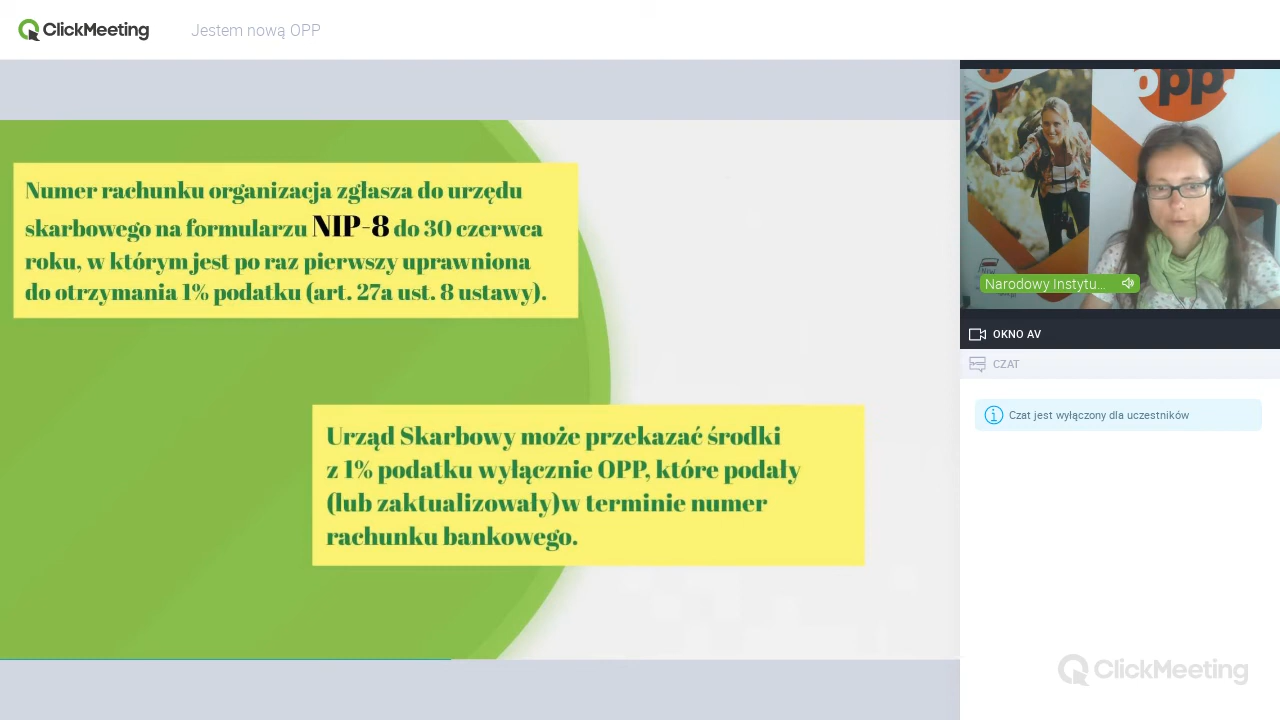 ClickMeeting
Jestem nową OPP
Numer rachunku organizacja zgłasza do urzędu
skarbowego na formularzu NIP-8 do 30 czerwca
roku, w którym jest po raz pierwszy uprawniona
do otrzymania 1% podatku (art. 27a ust. 8 ustawy).
Urząd Skarbowy może przekazać środki
z 1% podatku wyłącznie OPP, które podały
(lub zaktualizowały)w terminie numer
rachunku bankowego.
opp
Narodowy Instytu...
OKNO AV
CZAT
Czat jest wyłączony dla uczestników
ClickMeeting